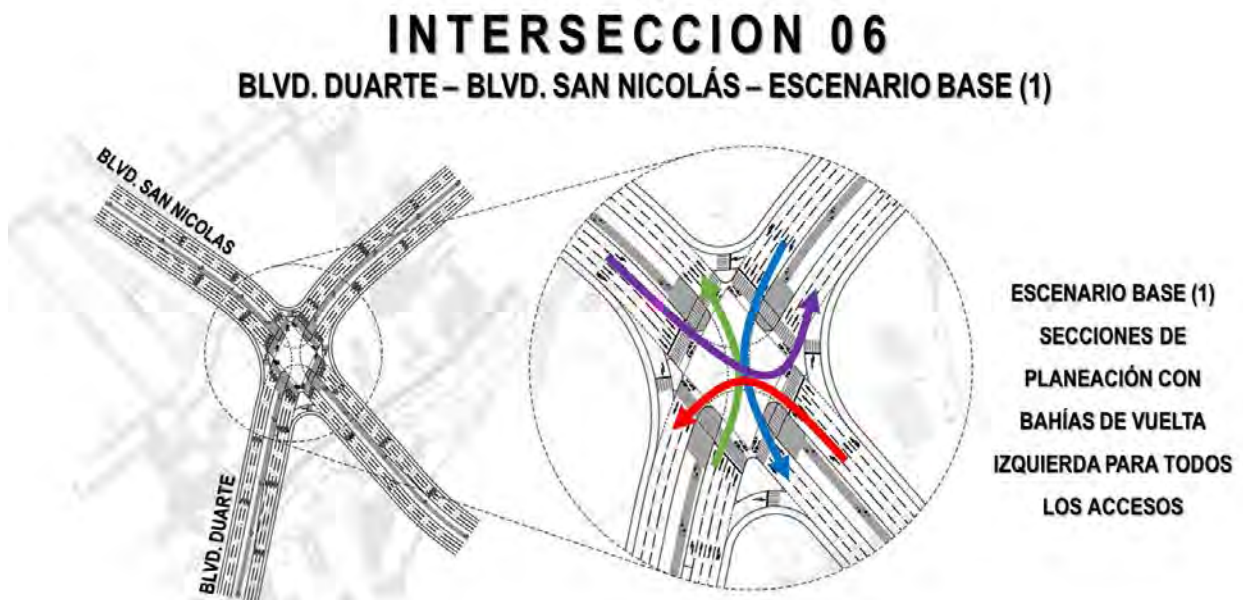 INTERSECCION 06
BLVD. DUARTE – BLVD. SAN NICOLÁS – ESCENARIO BASE (1)
BLVD. SAN NICOLAS
BLVD. DUARTE
ESCENARIO BASE (1)
SECCIONES DE
PLANEACIÓN CON
BAHÍAS DE VUELTA
IZQUIERDA PARA TODOS
LOS ACCESOS